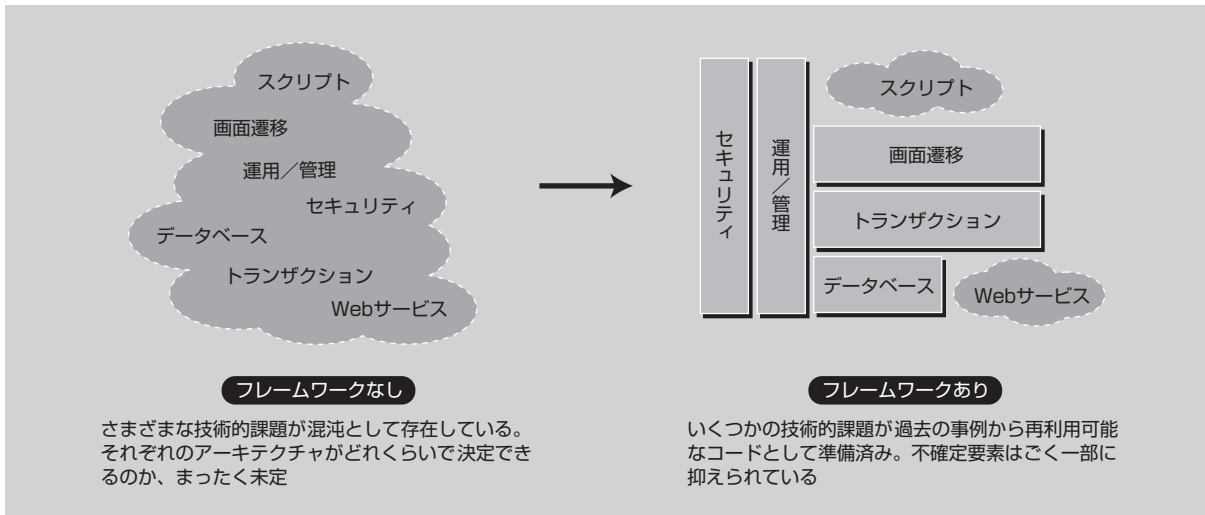 スクリプト
画面遷移
運用／管理
セキュリティ
データベース
トランザクション
Webサービス
フレームワークなし
さまざまな技術的課題が混沌として存在している。
それぞれのアーキテクチャがどれくらいで決定でき
るのか、まったく未定
セキュリティ
運用／管理
スクリプト
画面遷移
トランザクション
データベース
Webサービス
フレームワークあり
いくつかの技術的課題が過去の事例から再利用可能
なコードとして準備済み。不確定要素はごく一部に
抑えられている